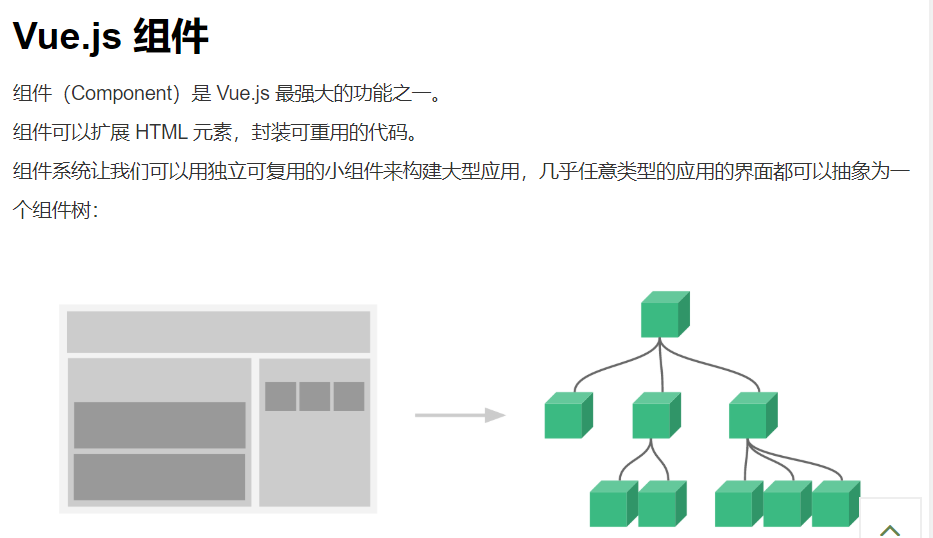 Vue.js 组件
组件（Component）是 Vue.js 最强大的功能之一。
组件可以扩展 HTML 元素，封装可重用的代码。
组件系统让我们可以用独立可复用的小组件来构建大型应用，几乎任意类型的应用的界面都可以抽象为一
个组件树：